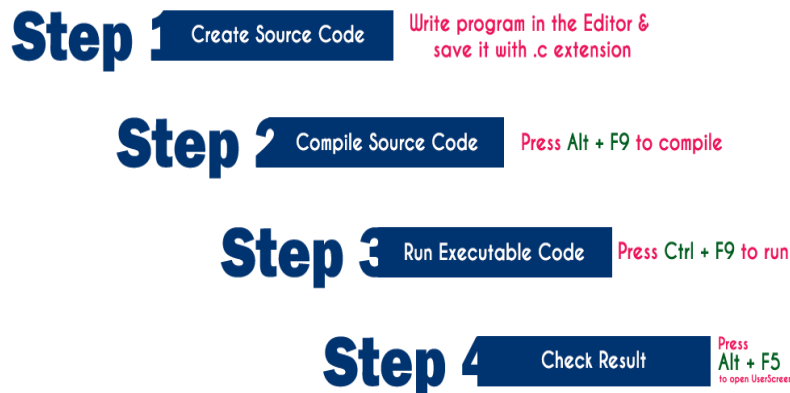 Step 1 Create Source Code
Write program in the Editor &
save it with .c extension
Step 2 Compile Source Code
Press Alt + F9 to compile
Step 3 Run Executable Code
Press Ctrl + F9 to run
Step 4 Check Result
Press
Alt + F5
to open UserScreen